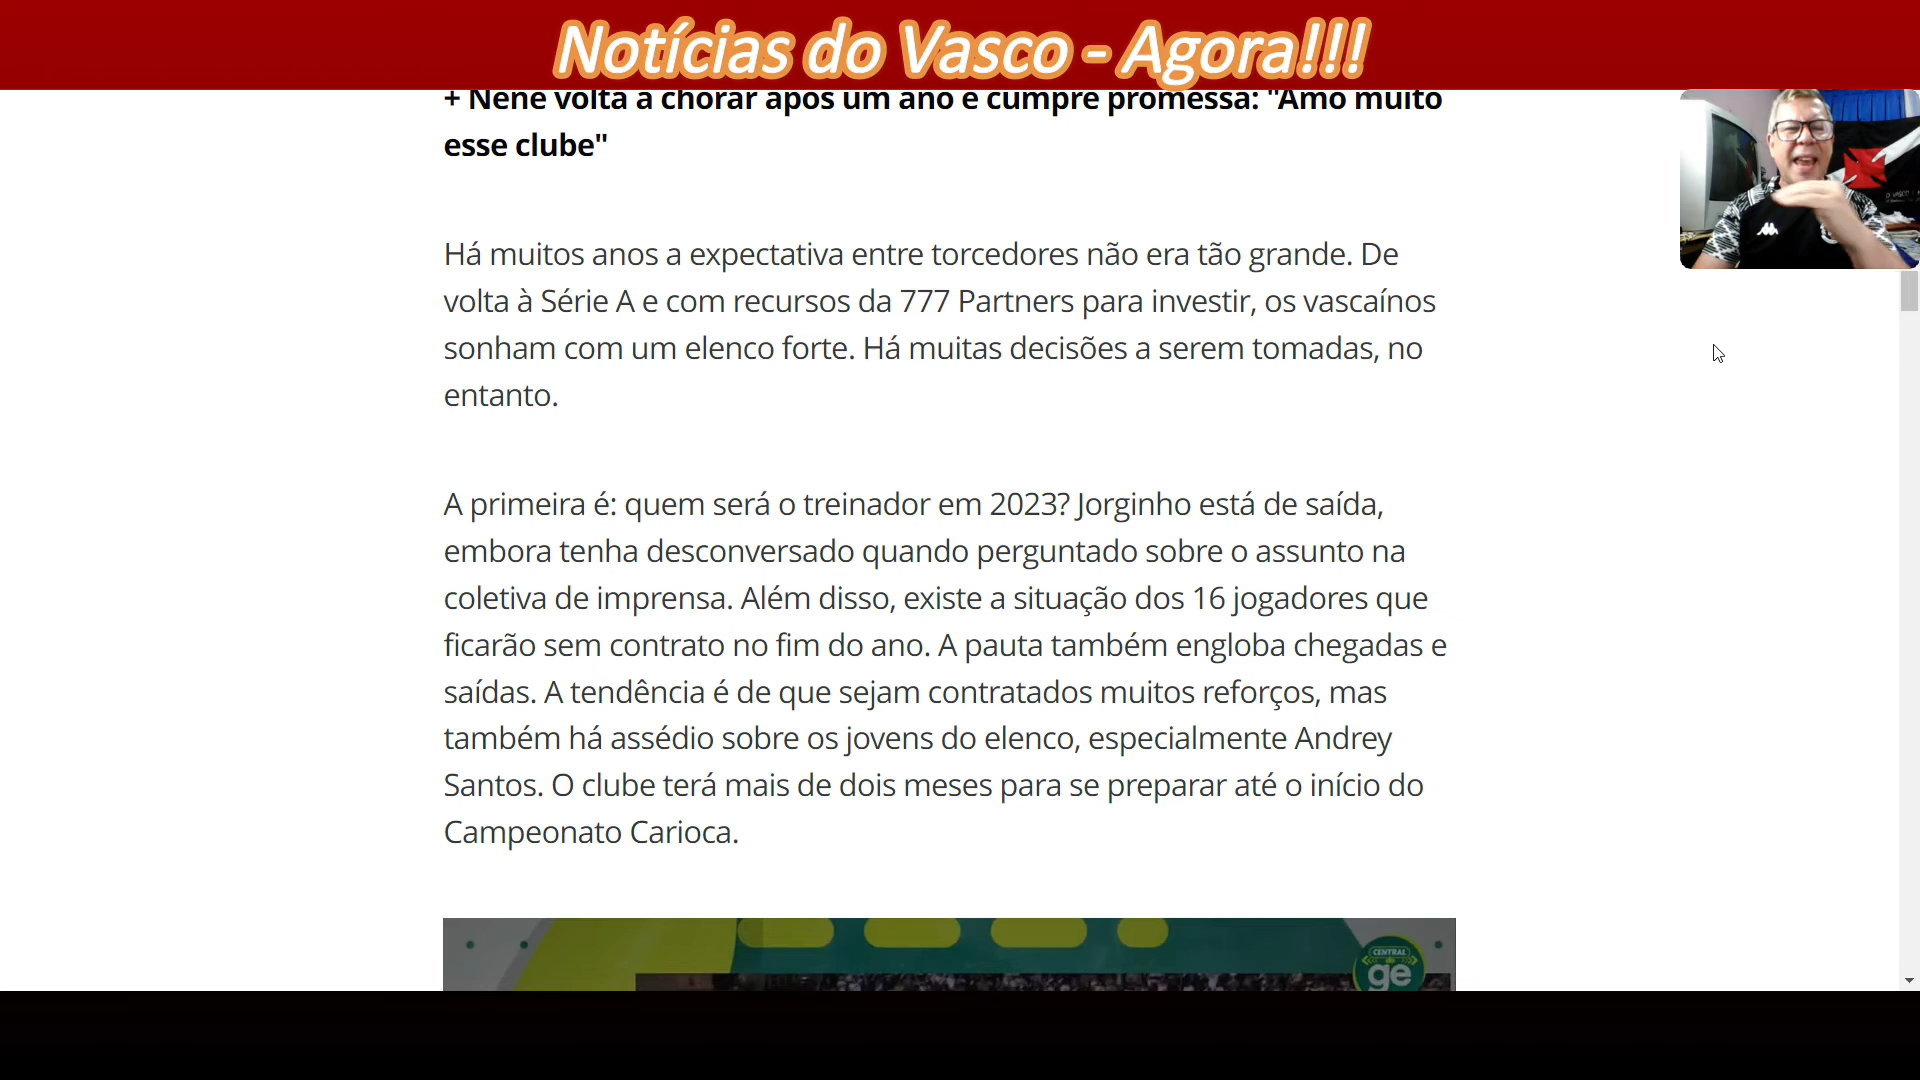 Notícias do Vasco - Agora!!!
+ Nenê volta a chorar após um ano e cumpre promessa: "Amo muito
esse clube"
Há muitos anos a expectativa entre torcedores não era tão grande. De
volta à Série A e com recursos da 777 Partners para investir, os vascaínos
sonham com um elenco forte. Há muitas decisões a serem tomadas, no
entanto.
A primeira é: quem será o treinador em 2023? Jorginho está de saída,
embora tenha desconversado quando perguntado sobre o assunto na
coletiva de imprensa. Além disso, existe a situação dos 16 jogadores que
ficarão sem contrato no fim do ano. A pauta também engloba chegadas e
saídas. A tendência é de que sejam contratados muitos reforços, mas
também há assédio sobre os jovens do elenco, especialmente Andrey
Santos. O clube terá mais de dois meses para se preparar até o início do
Campeonato Carioca.
CENTRAL
do
ge